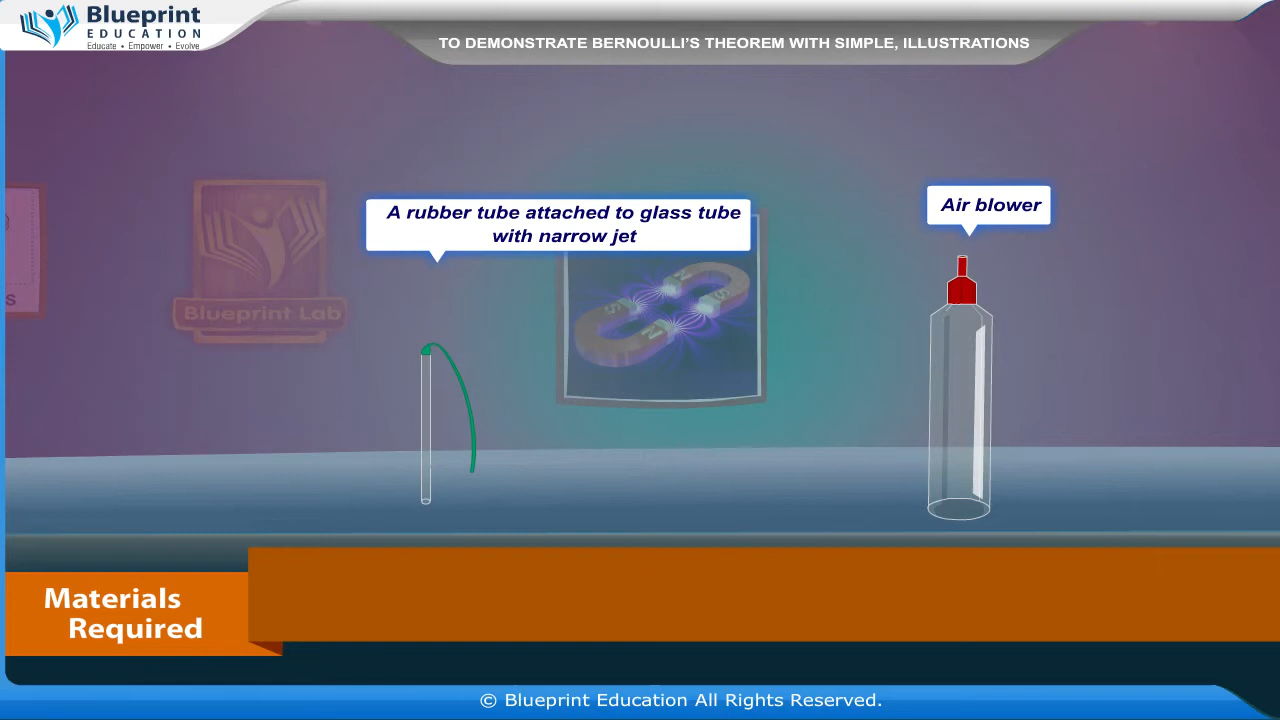 Blueprint
EDUCATION
Educate • Empower • Evolve
TO DEMONSTRATE BERNOULLI'S THEOREM WITH SIMPLE, ILLUSTRATIONS
A rubber tube attached to glass tube
with narrow jet
Air blower
S
Blueprint Lab
N
S
S
N
Materials
Required
© Blueprint Education All Rights Reserved.